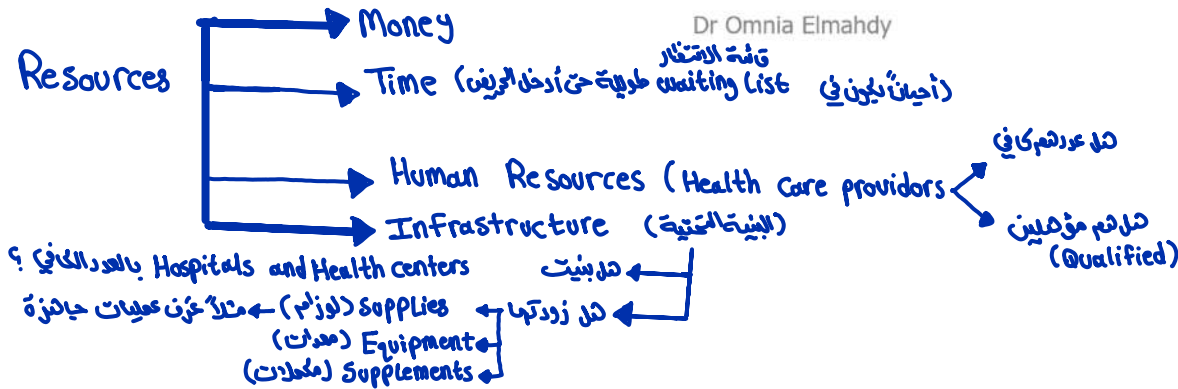 Dr Omnia Elmahdy
Resources
Money
قائمة الانتظار
Time (أحياناً يكون في waiting list طويلة حتى أدخل المريض)
Human Resources (Health care providors
هل عددهم كافي
هل هم مؤهلين
(Qualified)
Infrastructure (البنية التحتية)
هل بنيت Hospitals and Health centers بالعدد الكافي ؟
هل زودتها
Supplies (لوازم) ← مثلاً غرف عمليات جاهزة
Equipment (معدات)
Supplements (مكملات)